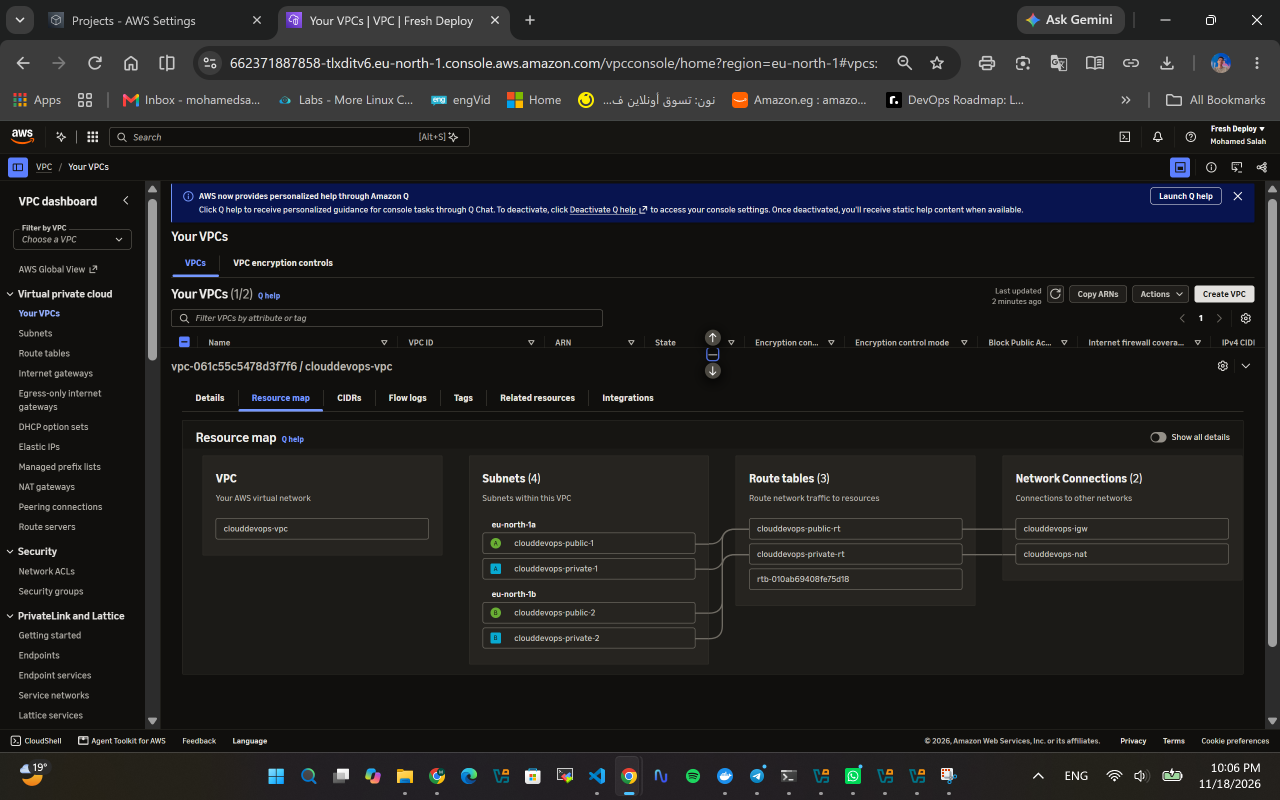 Projects - AWS Settings
Your VPCs | VPC | Fresh Deploy
Ask Gemini
662371887858-tlxditv6.eu-north-1.console.aws.amazon.com/vpcconsole/home?region=eu-north-1#vpcs:
Apps
Inbox - mohamedsa...
Labs - More Linux C...
engVid
Home
نون: تسوق أونلاين ف...
Amazon.eg : amazo...
DevOps Roadmap: L...
All Bookmarks
aws
Search
[Alt+S]
Fresh Deploy
Mohamed Salah
VPC / Your VPCs
VPC dashboard
Filter by VPC
Choose a VPC
AWS Global View
Virtual private cloud
Your VPCs
Subnets
Route tables
Internet gateways
Egress-only internet
gateways
DHCP option sets
Elastic IPs
Managed prefix lists
NAT gateways
Peering connections
Route servers
Security
Network ACLs
Security groups
PrivateLink and Lattice
Getting started
Endpoints
Endpoint services
Service networks
Lattice services
AWS now provides personalized help through Amazon Q
Click Q help to receive personalized guidance for console tasks through Q Chat. To deactivate, click Deactivate Q help to access your console settings. Once deactivated, you'll receive static help content when available.
Launch Q help
Your VPCs
VPCs
VPC encryption controls
Your VPCs (1/2) Q help
Last updated
2 minutes ago
Copy ARNs
Actions
Create VPC
Filter VPCs by attribute or tag
1
Name
VPC ID
ARN
State
Encryption con...
Encryption control mode
Block Public Ac...
Internet firewall covera...
IPv4 CIDI
vpc-061c55c5478d3f7f6 / clouddevops-vpc
Details
Resource map
CIDRs
Flow logs
Tags
Related resources
Integrations
Resource map Q help
Show all details
VPC
Your AWS virtual network
clouddevops-vpc
Subnets (4)
Subnets within this VPC
eu-north-1a
A clouddevops-public-1
A clouddevops-private-1
eu-north-1b
B clouddevops-public-2
B clouddevops-private-2
Route tables (3)
Route network traffic to resources
clouddevops-public-rt
clouddevops-private-rt
rtb-010ab69408fe75d18
Network Connections (2)
Connections to other networks
clouddevops-igw
clouddevops-nat
CloudShell
Agent Toolkit for AWS
Feedback
Language
© 2026, Amazon Web Services, Inc. or its affiliates.
Privacy
Terms
Cookie preferences
19°
ENG
10:06 PM
11/18/2026